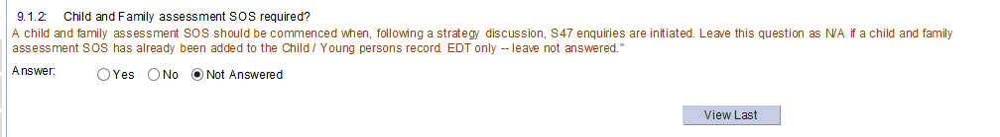 9.1.2: Child and Family assessment SOS required?
A child and family assessment SOS should be commenced when, following a strategy discussion, S47 enquiries are initiated. Leave this question as N/A if a child and family
assessment SOS has already been added to the Child / Young persons record. EDT only -- leave not answered."
Answer: Yes No Not Answered
View Last